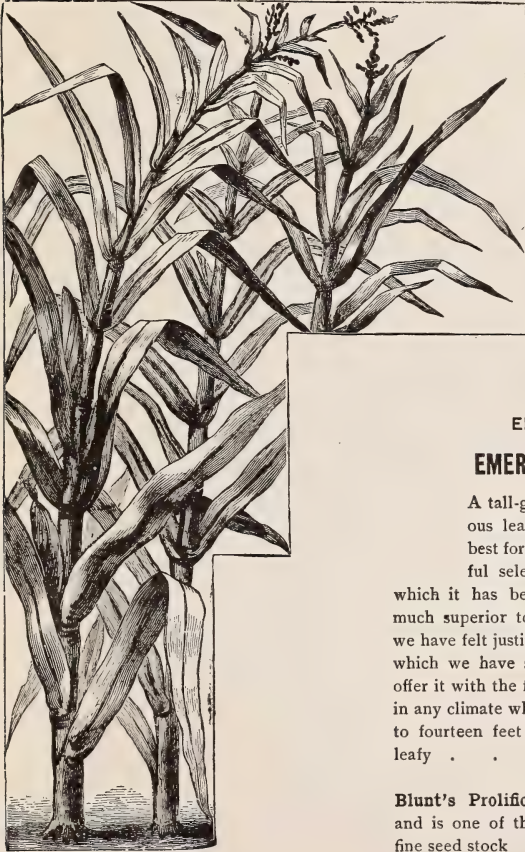 E
EMER
A tall-g
ous lea
best for
ful sele
which it has be
much superior to
we have felt justi
which we have s
offer it with the f
in any climate wh
to fourteen feet
leafy . .
Blunt's Prolific
and is one of th
fine seed stock